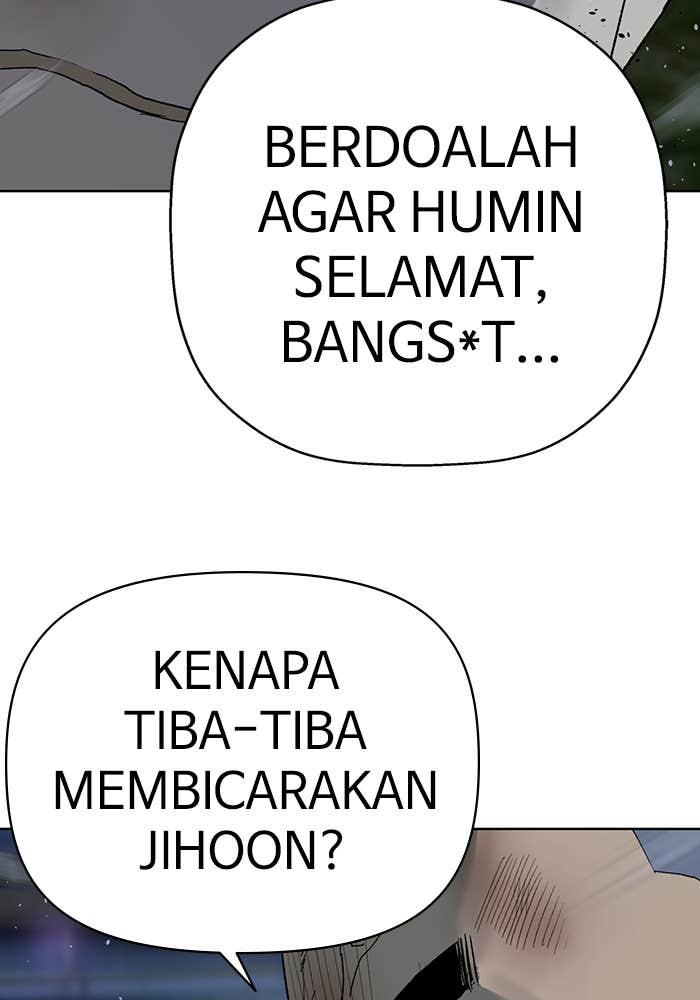 BERDOALAH
AGAR HUMIN
SELAMAT,
BANGS*T...
KENAPA
TIBA-TIBA
MEMBICARAKAN
JIHOON?